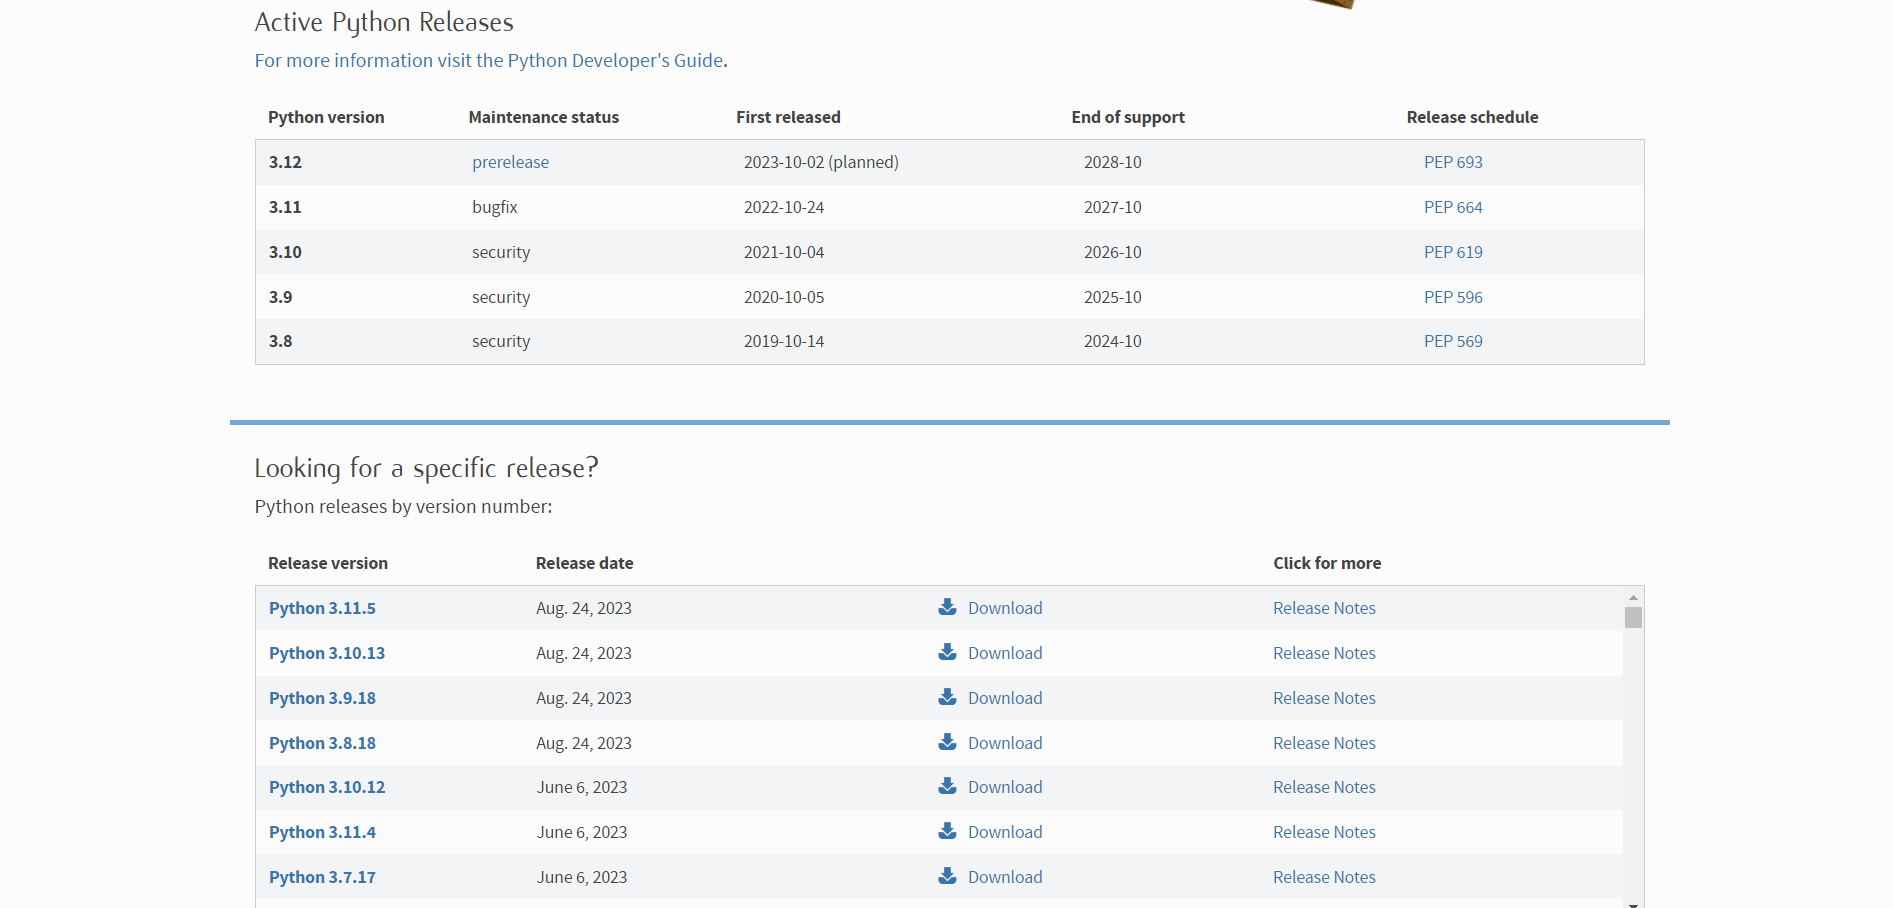 Active Python Releases
For more information visit the Python Developer's Guide.
Python version Maintenance status First released End of support Release schedule
3.12 prerelease 2023-10-02 (planned) 2028-10 PEP 693
3.11 bugfix 2022-10-24 2027-10 PEP 664
3.10 security 2021-10-04 2026-10 PEP 619
3.9 security 2020-10-05 2025-10 PEP 596
3.8 security 2019-10-14 2024-10 PEP 569
Looking for a specific release?
Python releases by version number:
Release version Release date Click for more
Python 3.11.5 Aug. 24, 2023 Download Release Notes
Python 3.10.13 Aug. 24, 2023 Download Release Notes
Python 3.9.18 Aug. 24, 2023 Download Release Notes
Python 3.8.18 Aug. 24, 2023 Download Release Notes
Python 3.10.12 June 6, 2023 Download Release Notes
Python 3.11.4 June 6, 2023 Download Release Notes
Python 3.7.17 June 6, 2023 Download Release Notes